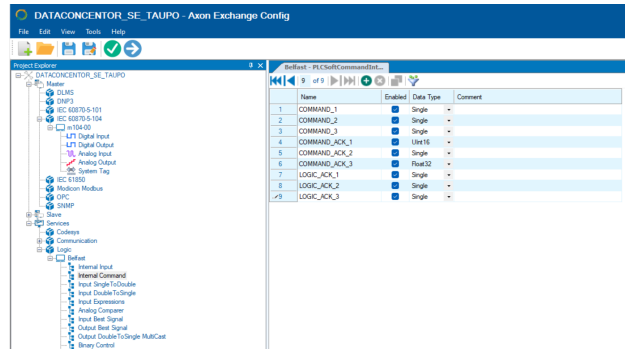 DATACONCENTOR_SE_TAUPO - Axon Exchange Config
File Edit View Tools Help
Project Explorer
DATACONCENTOR_SE_TAUPO
Master
DLMS
DNP3
IEC 60870-5-101
IEC 60870-5-104
m104-00
Digital Input
Digital Output
Analog Input
Analog Output
System Tag
IEC 61850
Modicon Modbus
OPC
SNMP
Slave
Services
Codesys
Communication
Logic
Belfast
Internal Input
Internal Command
Input SingleToDouble
Input DoubleToSingle
Input Expressions
Analog Comparer
Input Best Signal
Output Best Signal
Output DoubleToSingle MultiCast
Binary Control
Belfast - PLCSoftCommandInt...
9 of 9
Name Enabled Data Type Comment
1 COMMAND_1 Single
2 COMMAND_2 Single
3 COMMAND_3 Single
4 COMMAND_ACK_1 UInt16
5 COMMAND_ACK_2 Single
6 COMMAND_ACK_3 Float32
7 LOGIC_ACK_1 Single
8 LOGIC_ACK_2 Single
9 LOGIC_ACK_3 Single